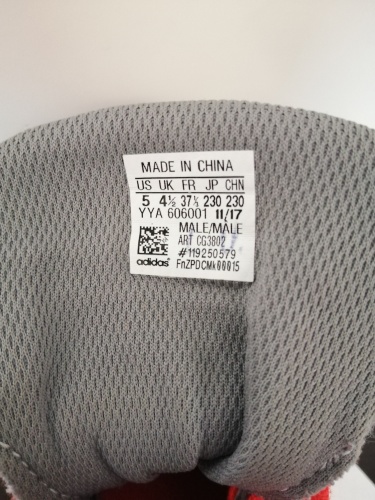 MADE IN CHINA
US UK FR JP CHN
5 4½ 37⅓ 230 230
YYA 606001 11/17
MALE/MALE
ART CG3802
#119250579
adidas FnZPDCMk00015